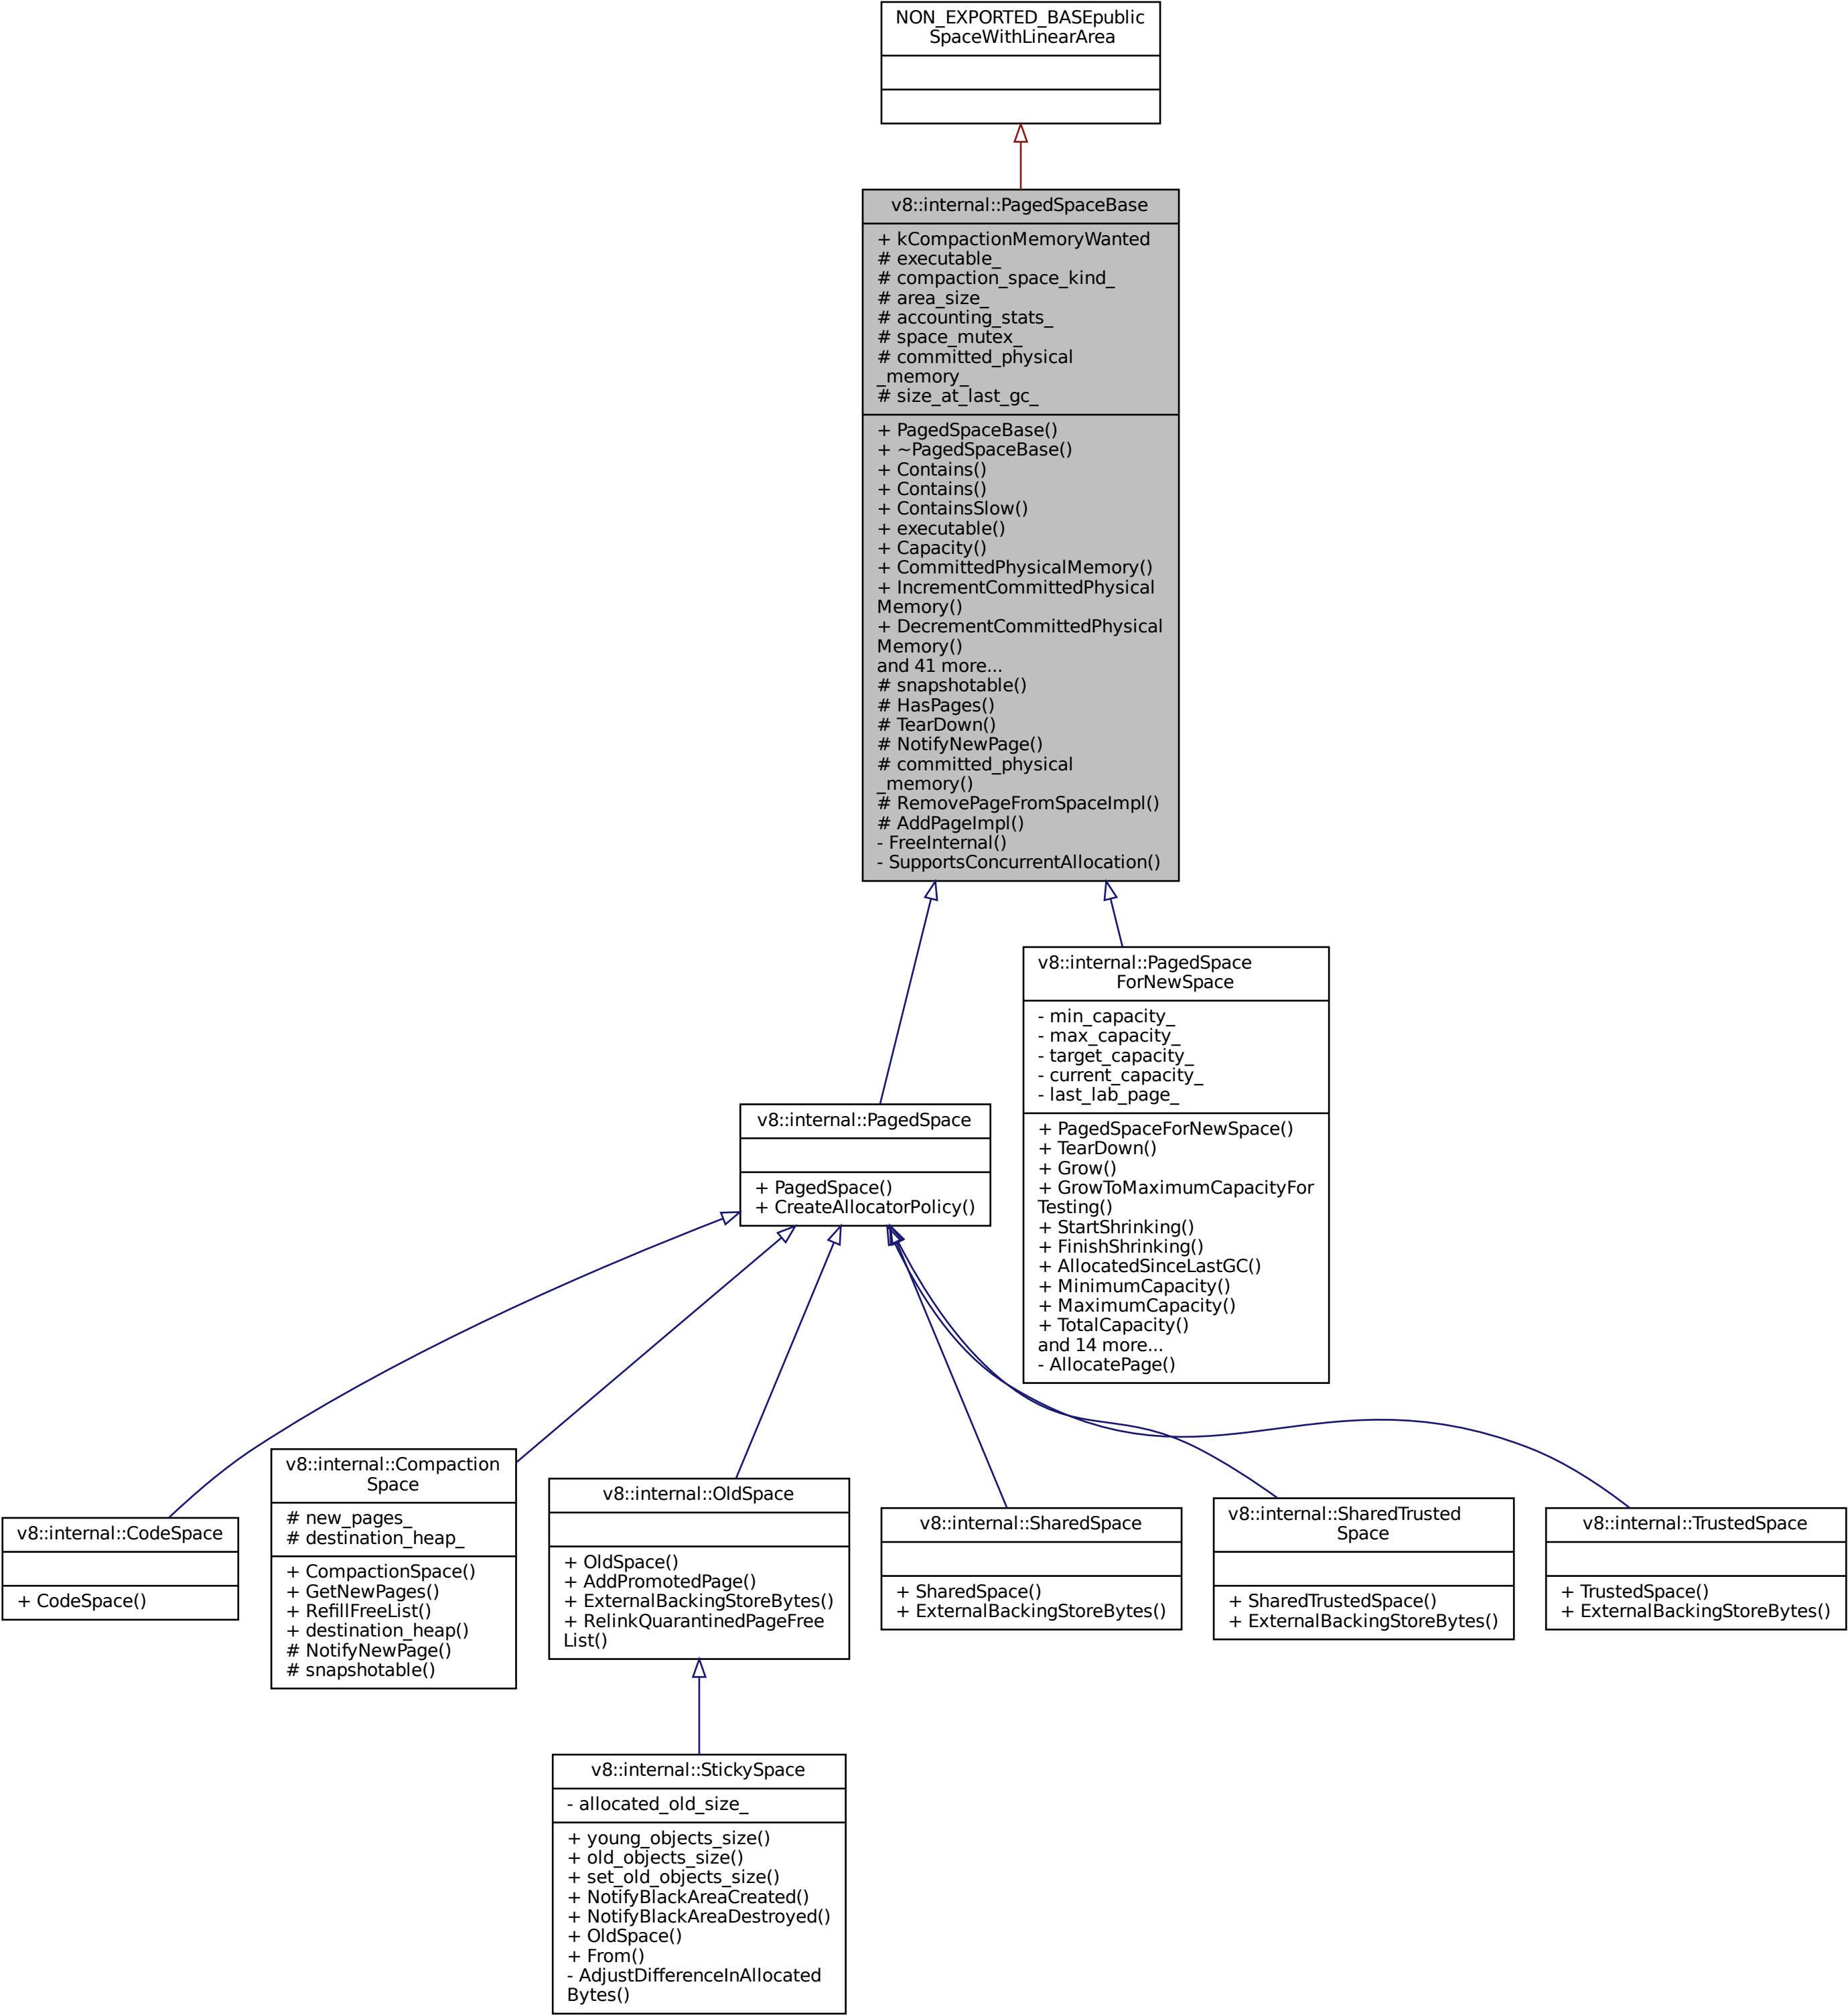 NON_EXPORTED_BASEpublic
SpaceWithLinearArea
v8::internal::PagedSpaceBase
+ kCompactionMemoryWanted
# executable_
# compaction_space_kind_
# area_size_
# accounting_stats_
# space_mutex_
# committed_physical
_memory_
# size_at_last_gc_
+ PagedSpaceBase()
+ ~PagedSpaceBase()
+ Contains()
+ Contains()
+ ContainsSlow()
+ executable()
+ Capacity()
+ CommittedPhysicalMemory()
+ IncrementCommittedPhysical
Memory()
+ DecrementCommittedPhysical
Memory()
and 41 more...
# snapshotable()
# HasPages()
# TearDown()
# NotifyNewPage()
# committed_physical
_memory()
# RemovePageFromSpaceImpl()
# AddPageImpl()
- FreeInternal()
- SupportsConcurrentAllocation()
v8::internal::PagedSpace
ForNewSpace
- min_capacity_
- max_capacity_
- target_capacity_
- current_capacity_
- last_lab_page_
+ PagedSpaceForNewSpace()
+ TearDown()
+ Grow()
+ GrowToMaximumCapacityFor
Testing()
+ StartShrinking()
+ FinishShrinking()
+ AllocatedSinceLastGC()
+ MinimumCapacity()
+ MaximumCapacity()
+ TotalCapacity()
and 14 more...
- AllocatePage()
v8::internal::PagedSpace
+ PagedSpace()
+ CreateAllocatorPolicy()
v8::internal::CodeSpace
+ CodeSpace()
v8::internal::Compaction
Space
# new_pages_
# destination_heap_
+ CompactionSpace()
+ GetNewPages()
+ RefillFreeList()
+ destination_heap()
# NotifyNewPage()
# snapshotable()
v8::internal::OldSpace
+ OldSpace()
+ AddPromotedPage()
+ ExternalBackingStoreBytes()
+ RelinkQuarantinedPageFree
List()
v8::internal::SharedSpace
+ SharedSpace()
+ ExternalBackingStoreBytes()
v8::internal::SharedTrusted
Space
+ SharedTrustedSpace()
+ ExternalBackingStoreBytes()
v8::internal::TrustedSpace
+ TrustedSpace()
+ ExternalBackingStoreBytes()
v8::internal::StickySpace
- allocated_old_size_
+ young_objects_size()
+ old_objects_size()
+ set_old_objects_size()
+ NotifyBlackAreaCreated()
+ NotifyBlackAreaDestroyed()
+ OldSpace()
+ From()
- AdjustDifferenceInAllocated
Bytes()